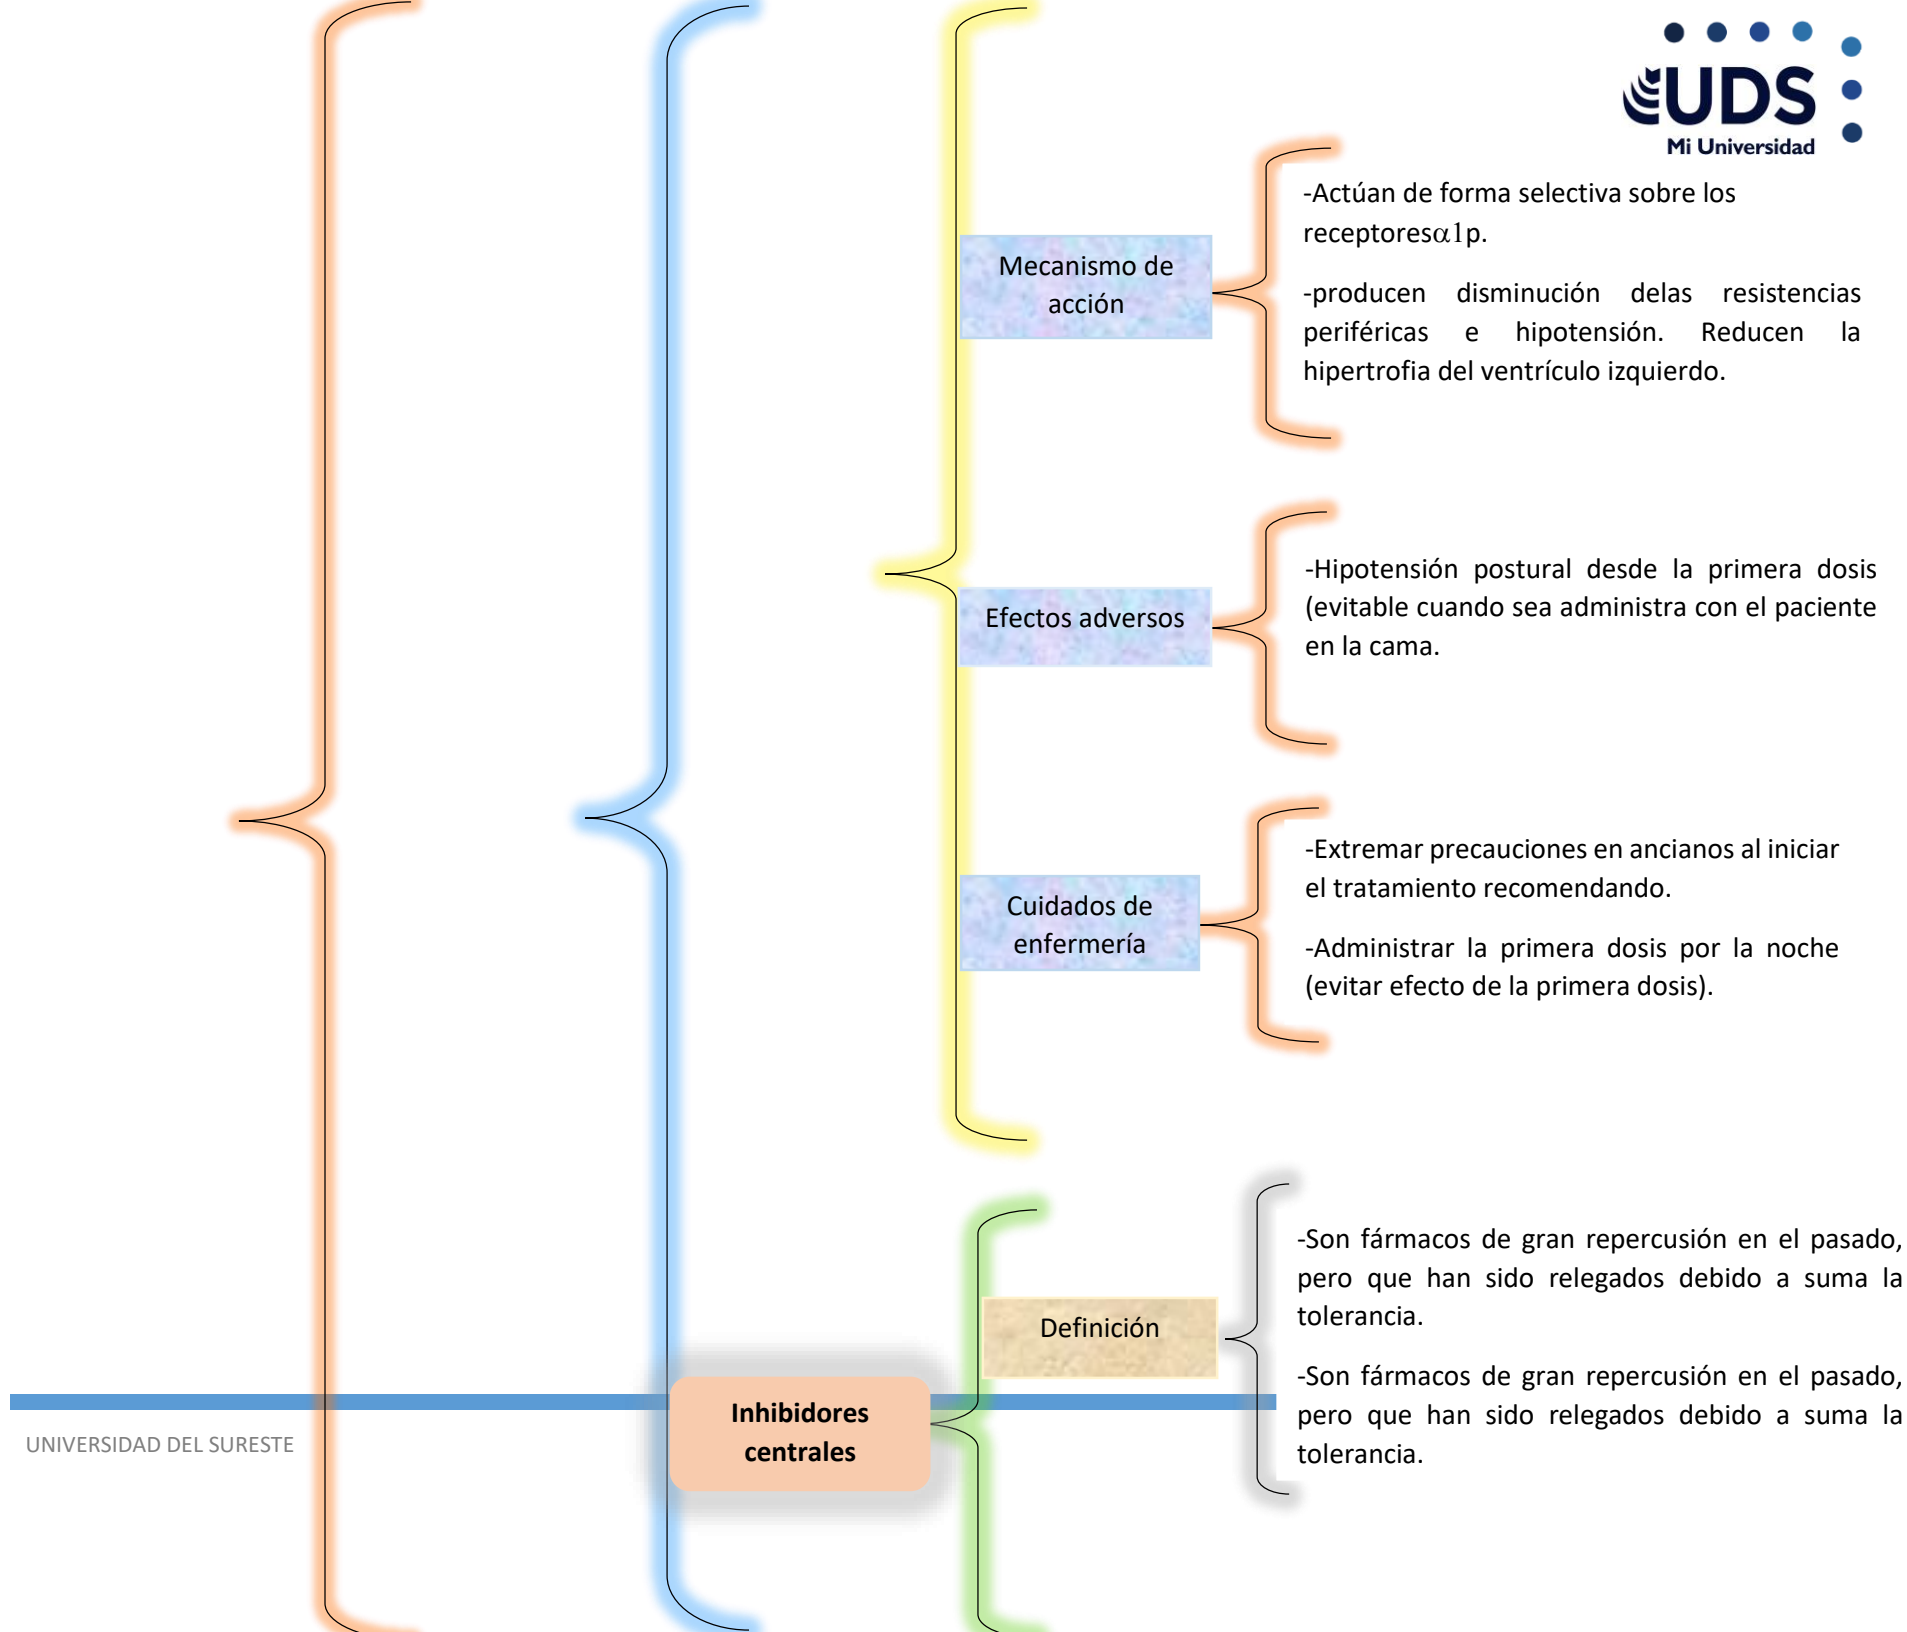 UDS
Mi Universidad
Mecanismo de
acción
-Actúan de forma selectiva sobre los
receptoresα1p.
-producen disminución delas resistencias
periféricas e hipotensión. Reducen la
hipertrofia del ventrículo izquierdo.
Efectos adversos
-Hipotensión postural desde la primera dosis
(evitable cuando sea administra con el paciente
en la cama.
Cuidados de
enfermería
-Extremar precauciones en ancianos al iniciar
el tratamiento recomendando.
-Administrar la primera dosis por la noche
(evitar efecto de la primera dosis).
Inhibidores
centrales
Definición
-Son fármacos de gran repercusión en el pasado,
pero que han sido relegados debido a suma la
tolerancia.
-Son fármacos de gran repercusión en el pasado,
pero que han sido relegados debido a suma la
tolerancia.
UNIVERSIDAD DEL SURESTE